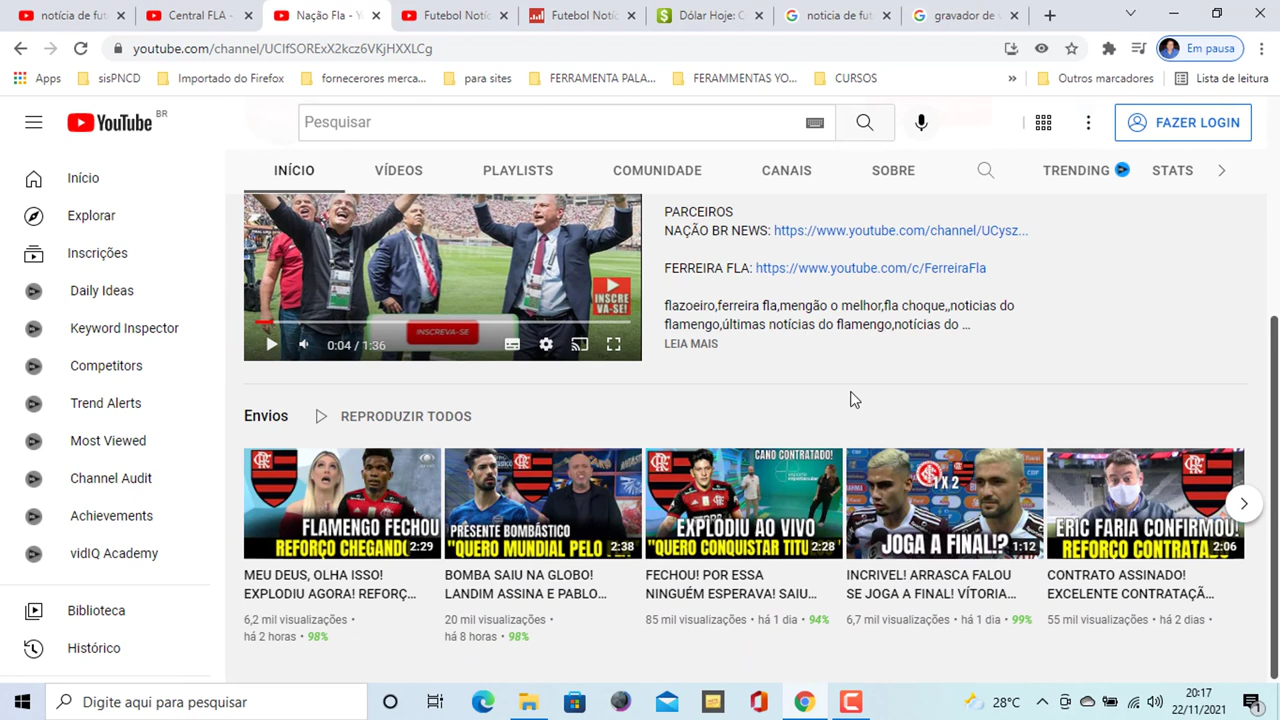 notícia de fut
Central FLA -
Nação Fla - Y
Futebol Notíc
Futebol Notíc
Dólar Hoje: C
noticia de fut
gravador de v
youtube.com/channel/UCIfSORExX2kcz6VKjHXXLCg
Em pausa
Apps
sisPNCD
Importado do Firefox
fornecerores merca...
para sites
FERRAMENTA PALA...
FERAMMENTAS YO...
CURSOS
»
Outros marcadores
Lista de leitura
YouTube BR
Pesquisar
FAZER LOGIN
INÍCIO
VÍDEOS
PLAYLISTS
COMUNIDADE
CANAIS
SOBRE
TRENDING
STATS
Início
Explorar
Inscrições
Daily Ideas
Keyword Inspector
Competitors
Trend Alerts
Most Viewed
Channel Audit
Achievements
vidIQ Academy
Biblioteca
Histórico
INSCRE
VA-SE!
INSCREVA-SE
0:04 / 1:36
PARCEIROS
NAÇÃO BR NEWS: https://www.youtube.com/channel/UCysz...
FERREIRA FLA: https://www.youtube.com/c/FerreiraFla
flazoeiro,ferreira fla,mengão o melhor,fla choque,,noticias do
flamengo,últimas notícias do flamengo,notícias do ...
LEIA MAIS
Envios
REPRODUZIR TODOS
FLAMENGO FECHOU
REFORÇO CHEGANDO
2:29
PRESENTE BOMBÁSTICO
"QUERO MUNDIAL PELO
2:38
CANO CONTRATADO!
EXPLODIU AO VIVO
"QUERO CONQUISTAR TITU
2:28
1 X 2
JOGA A FINAL!?
1:12
ERIC FARIA CONFIRMOU!
REFORÇO CONTRATA
2:06
MEU DEUS, OLHA ISSO!
EXPLODIU AGORA! REFORÇ...
6,2 mil visualizações •
há 2 horas • 98%
BOMBA SAIU NA GLOBO!
LANDIM ASSINA E PABLO...
20 mil visualizações •
há 8 horas • 98%
FECHOU! POR ESSA
NINGUÉM ESPERAVA! SAIU...
85 mil visualizações • há 1 dia • 94%
INCRIVEL! ARRASCA FALOU
SE JOGA A FINAL! VÍTORIA...
6,7 mil visualizações • há 1 dia • 99%
CONTRATO ASSINADO!
EXCELENTE CONTRATAÇÃ...
55 mil visualizações • há 2 dias •
Digite aqui para pesquisar
28°C
20:17
22/11/2021
1